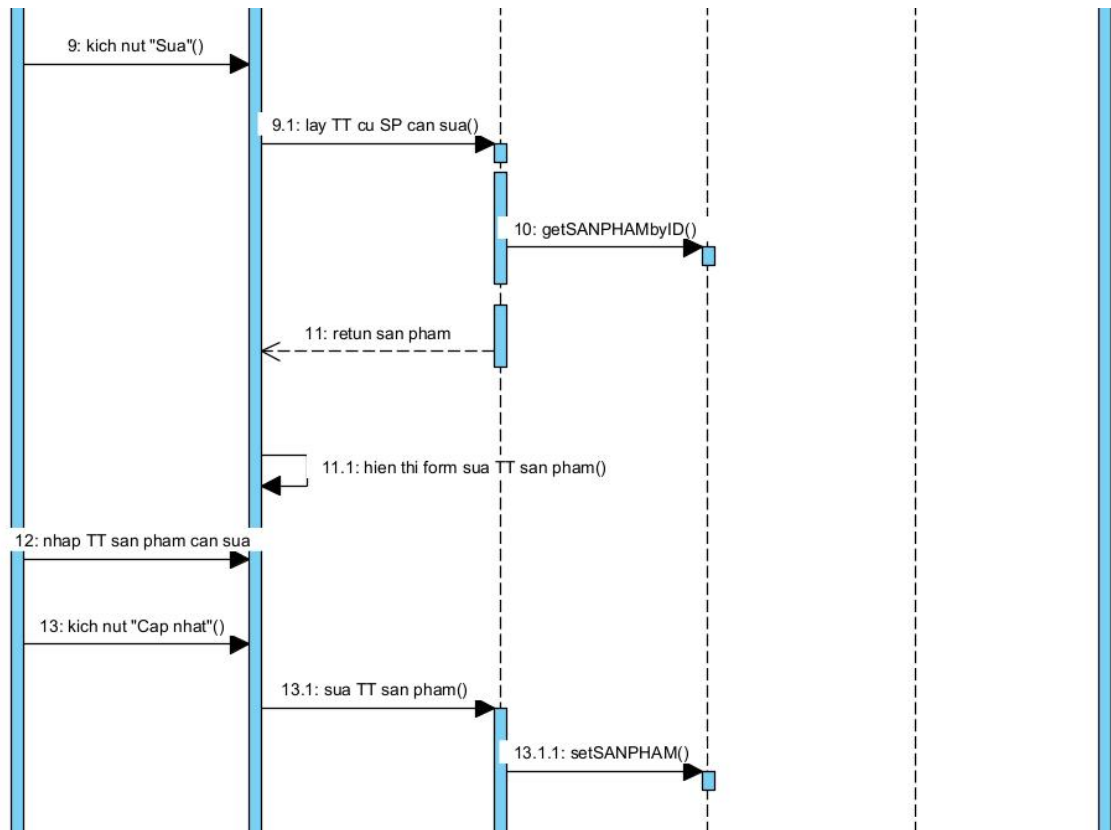 9: kich nut "Sua"()
9.1: lay TT cu SP can sua()
10: getSANPHAMbyID()
11: retun san pham
11.1: hien thi form sua TT san pham()
12: nhap TT san pham can sua
13: kich nut "Cap nhat"()
13.1: sua TT san pham()
13.1.1: setSANPHAM()